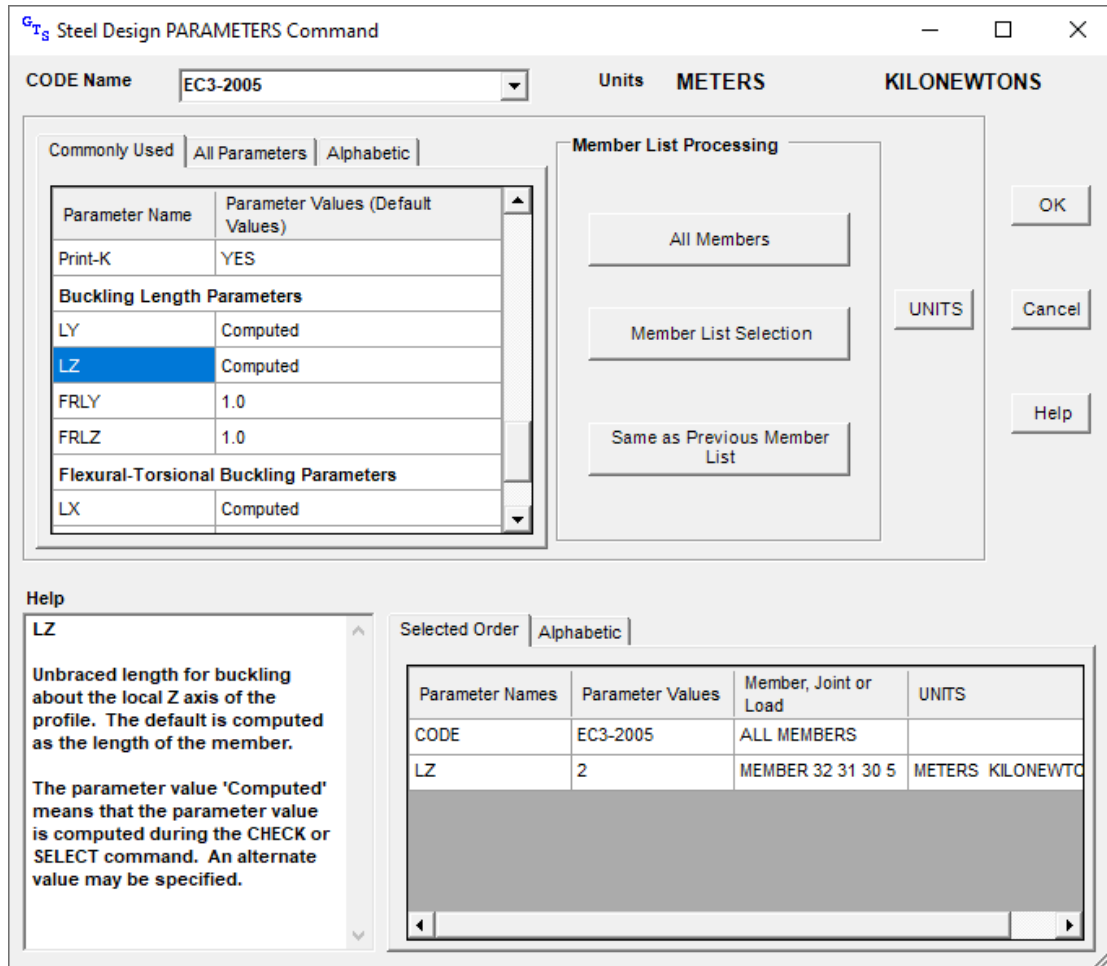 GTS Steel Design PARAMETERS Command
CODE Name EC3-2005 Units METERS KILONEWTONS
Commonly Used All Parameters Alphabetic
Parameter Name Parameter Values (Default
Values)
Print-K YES
Buckling Length Parameters
LY Computed
LZ Computed
FRLY 1.0
FRLZ 1.0
Flexural-Torsional Buckling Parameters
LX Computed
Member List Processing
All Members
Member List Selection
Same as Previous Member
List
UNITS
OK
Cancel
Help
Help
LZ
Unbraced length for buckling
about the local Z axis of the
profile. The default is computed
as the length of the member.
The parameter value 'Computed'
means that the parameter value
is computed during the CHECK or
SELECT command. An alternate
value may be specified.
Selected Order Alphabetic
Parameter Names Parameter Values Member, Joint or
Load UNITS
CODE EC3-2005 ALL MEMBERS
LZ 2 MEMBER 32 31 30 5 METERS KILONEWTO